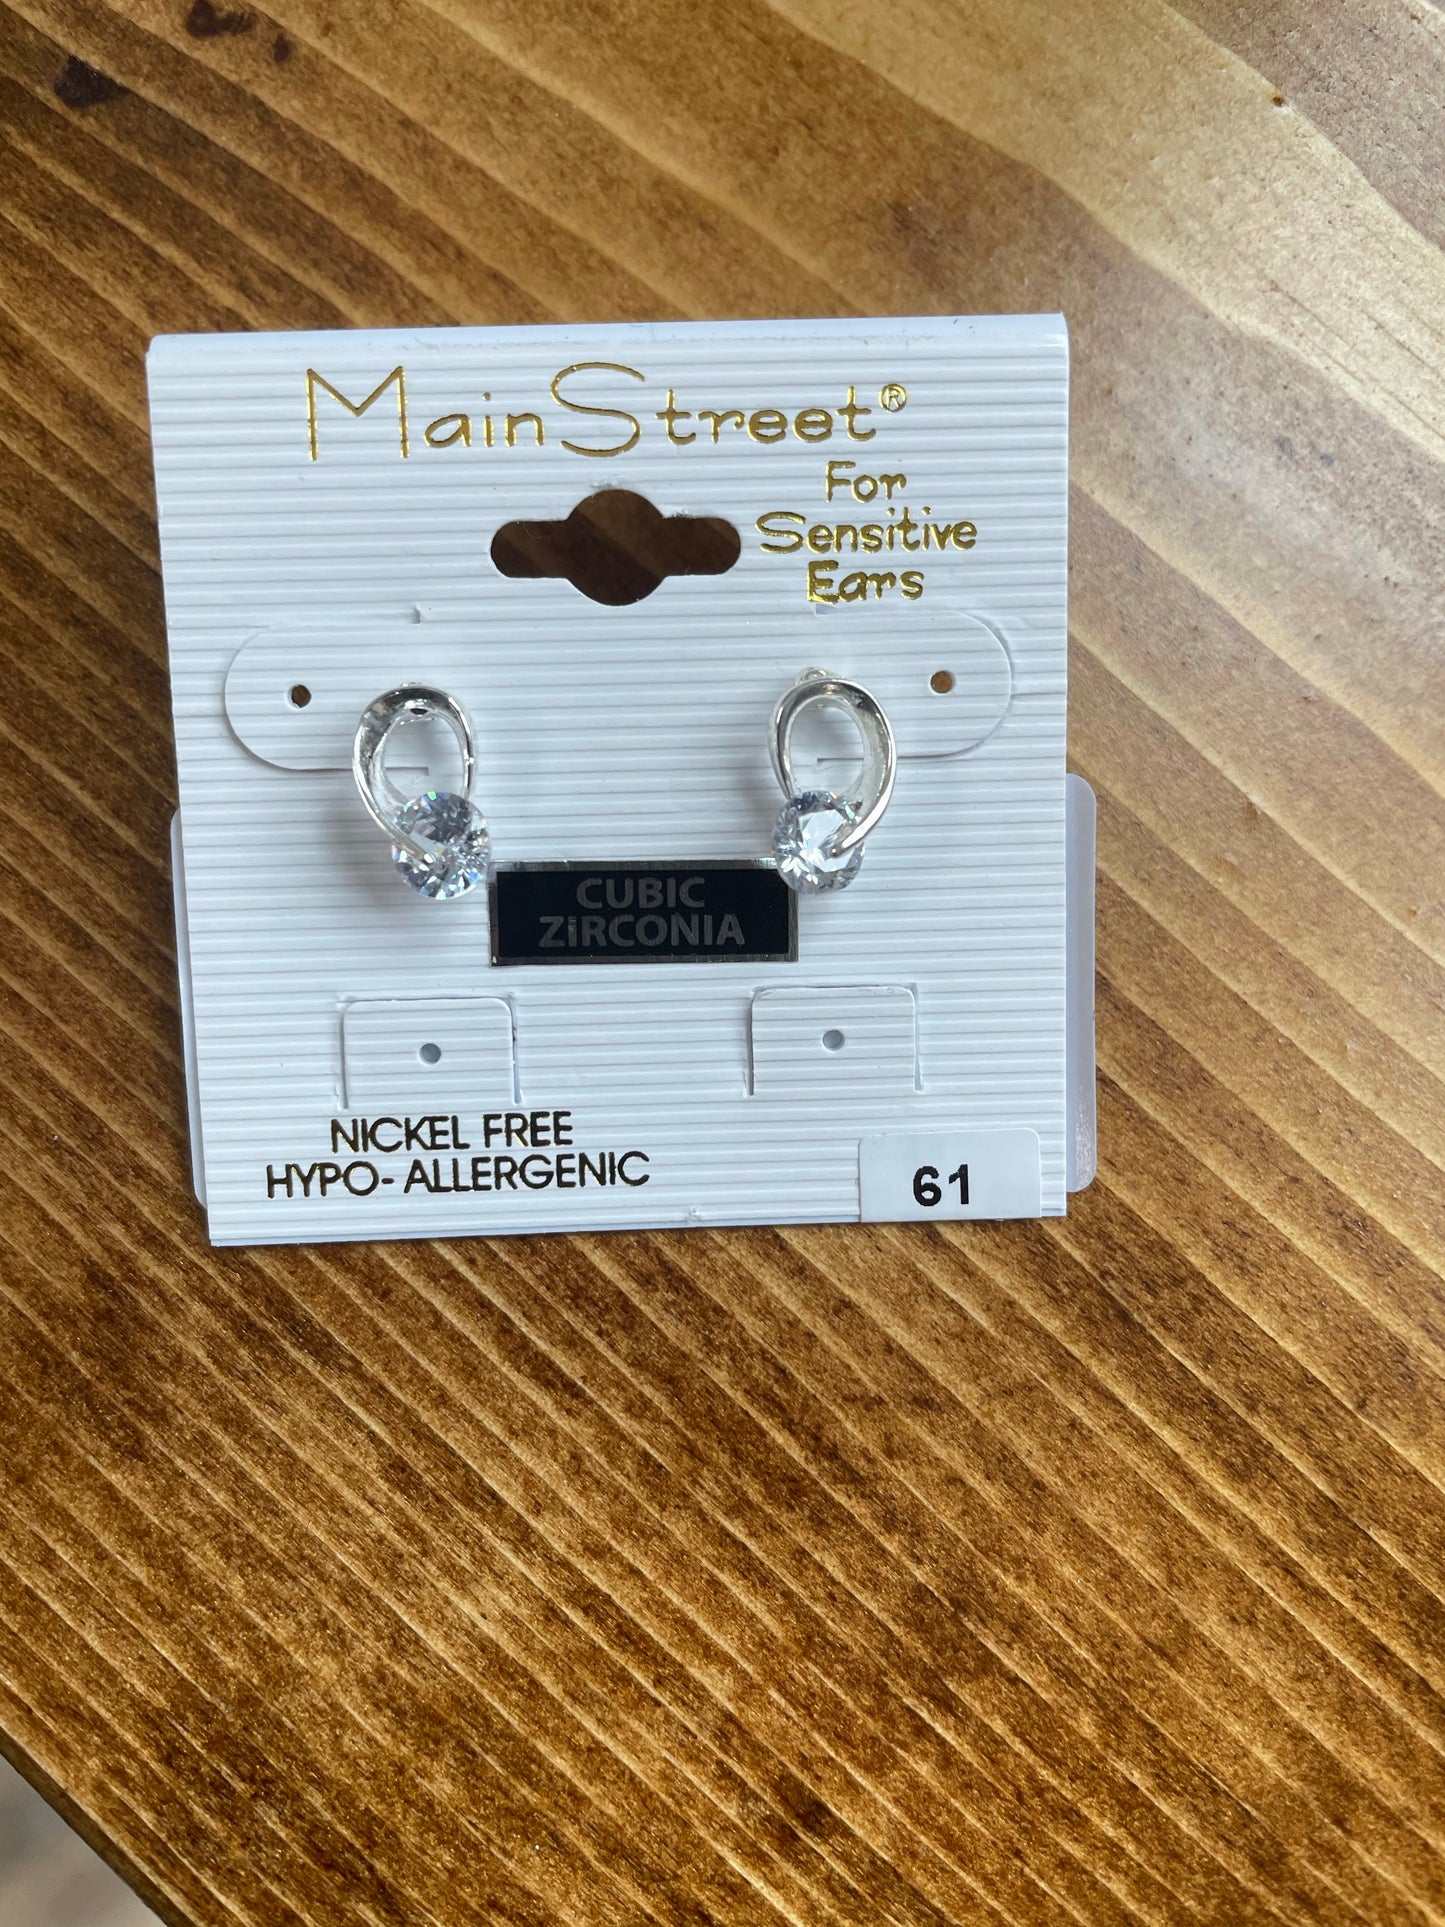 MainStreet®
For
Sensitive
Ears
CUBIC
ZIRCONIA
NICKEL FREE
HYPO-ALLERGENIC
61